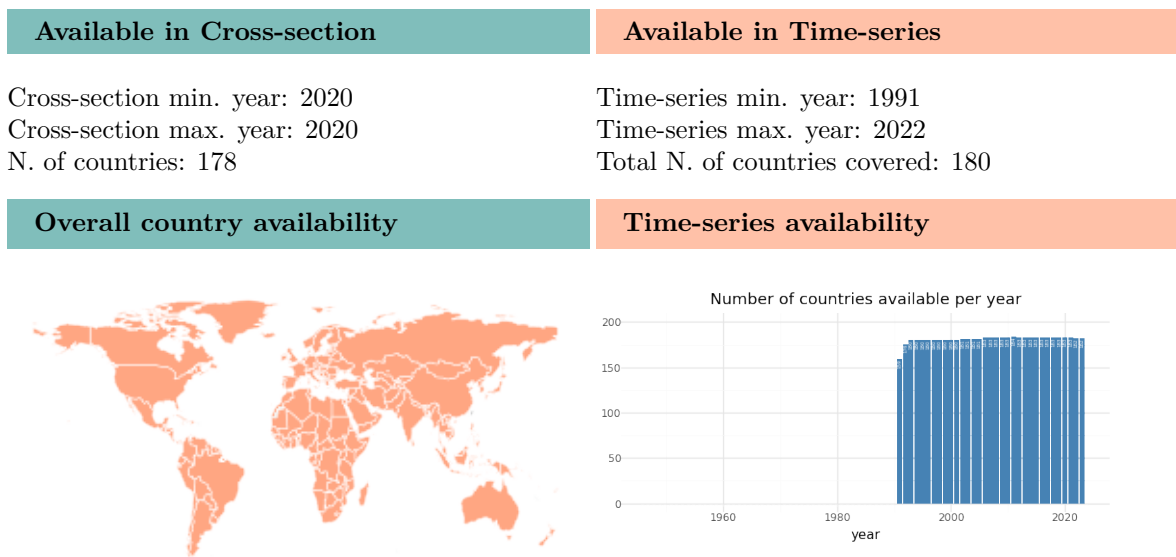 Available in Cross-section
Available in Time-series
Cross-section min. year: 2020
Cross-section max. year: 2020
N. of countries: 178
Time-series min. year: 1991
Time-series max. year: 2022
Total N. of countries covered: 180
Overall country availability
Time-series availability
Number of countries available per year
200
150
100
50
0
1960
1980
2000
2020
year